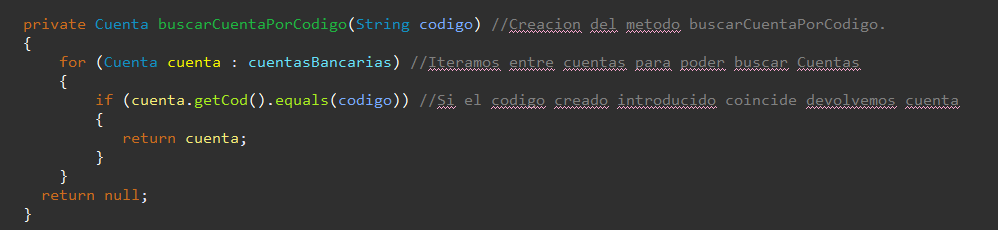 private Cuenta buscarCuentaPorCodigo(String codigo) //Creacion del metodo buscarCuentaPorCodigo.
{
for (Cuenta cuenta : cuentasBancarias) //Iteramos entre cuentas para poder buscar Cuentas
{
if (cuenta.getCod().equals(codigo)) //Si el codigo creado introducido coincide devolvemos cuenta
{
return cuenta;
}
}
return null;
}